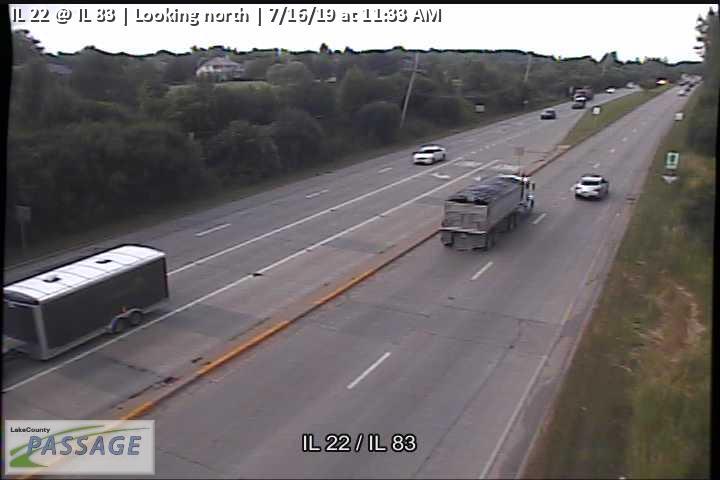 IL 22 @ IL 83 | Looking north | 7/16/19 at 11:33 AM
LakeCounty
PASSAGE
IL 22 / IL 83